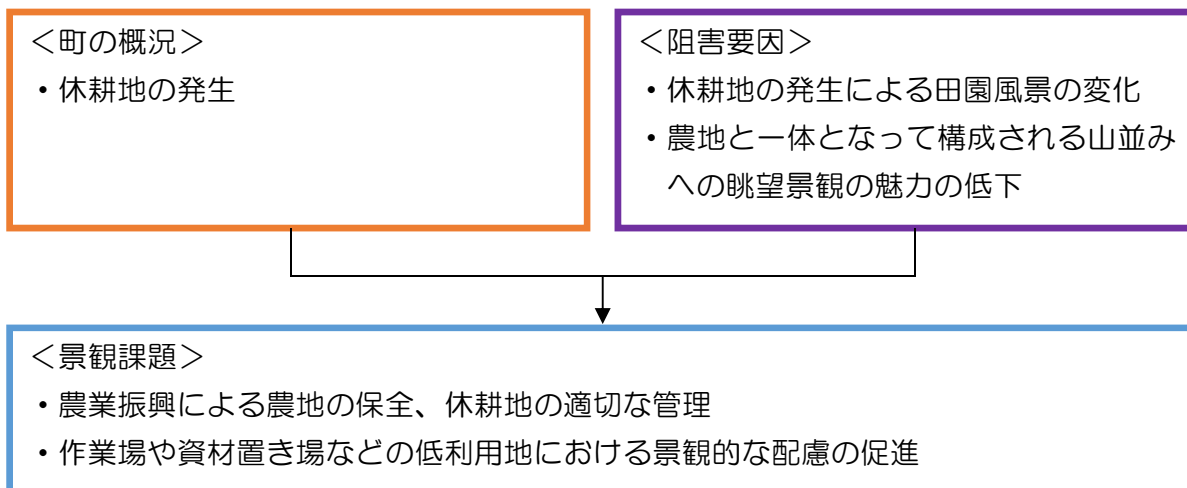 ＜町の概況＞
・休耕地の発生
＜阻害要因＞
・休耕地の発生による田園風景の変化
・農地と一体となって構成される山並み
への眺望景観の魅力の低下
＜景観課題＞
・農業振興による農地の保全、休耕地の適切な管理
・作業場や資材置き場などの低利用地における景観的な配慮の促進